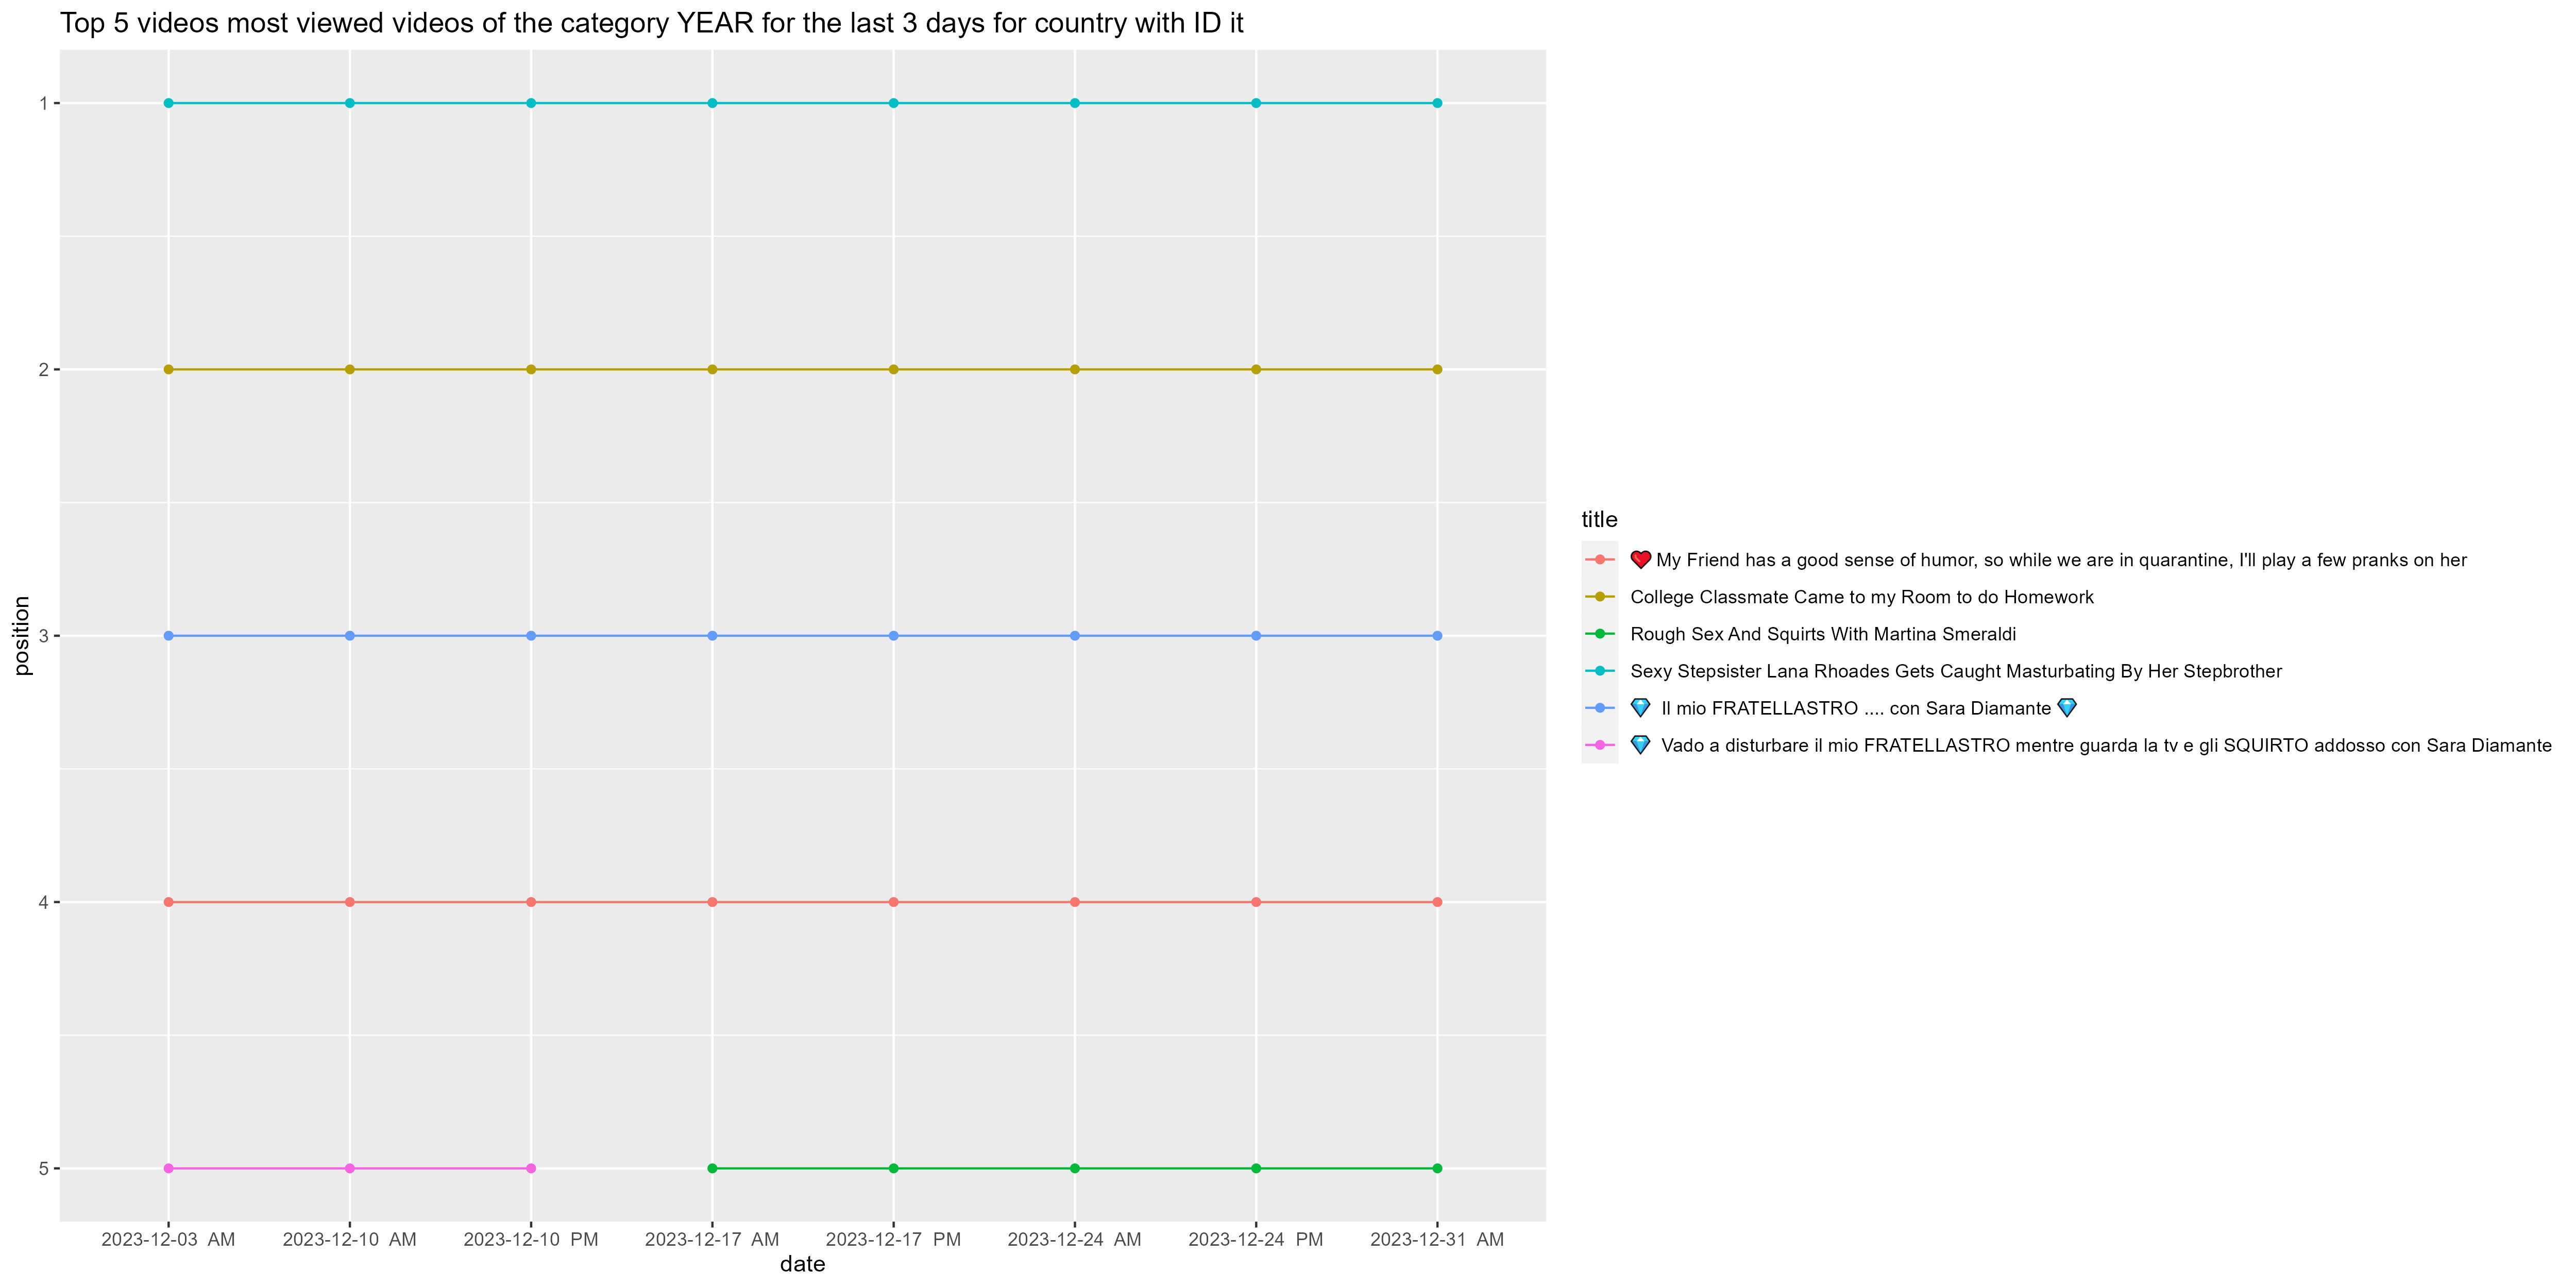 Top 5 videos most viewed videos of the category YEAR for the last 3 days for country with ID it
position
1
2
3
4
5
2023-12-03 AM
2023-12-10 AM
2023-12-10 PM
2023-12-17 AM
2023-12-17 PM
2023-12-24 AM
2023-12-24 PM
2023-12-31 AM
date
title
❤️ My Friend has a good sense of humor, so while we are in quarantine, I'll play a few pranks on her
College Classmate Came to my Room to do Homework
Rough Sex And Squirts With Martina Smeraldi
Sexy Stepsister Lana Rhoades Gets Caught Masturbating By Her Stepbrother
💎 Il mio FRATELLASTRO .... con Sara Diamante 💎
💎 Vado a disturbare il mio FRATELLASTRO mentre guarda la tv e gli SQUIRTO addosso con Sara Diamante